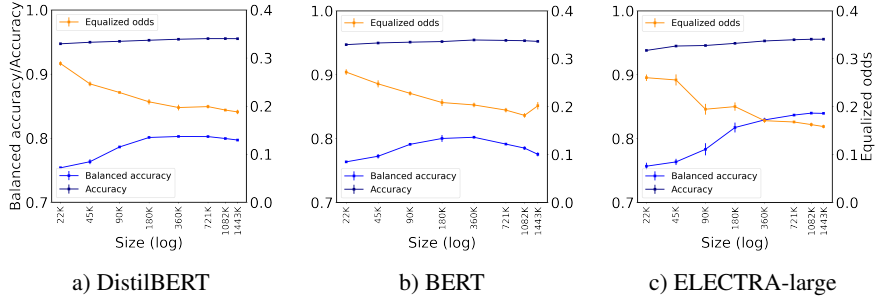 Balanced accuracy/Accuracy
1.0
0.9
0.8
0.7
Equalized odds
Balanced accuracy
Accuracy
0.4
0.3
0.2
0.1
0.0
22K 45K 90K 180K 360K 721K 1082K 1443K
Size (log)
a) DistilBERT
1.0
0.9
0.8
0.7
Equalized odds
Balanced accuracy
Accuracy
0.4
0.3
0.2
0.1
0.0
22K 45K 90K 180K 360K 721K 1082K 1443K
Size (log)
b) BERT
1.0
0.9
0.8
0.7
Equalized odds
Balanced accuracy
Accuracy
0.4
0.3
0.2
0.1
0.0
Equalized odds
22K 45K 90K 180K 360K 721K 1082K 1443K
Size (log)
c) ELECTRA-large